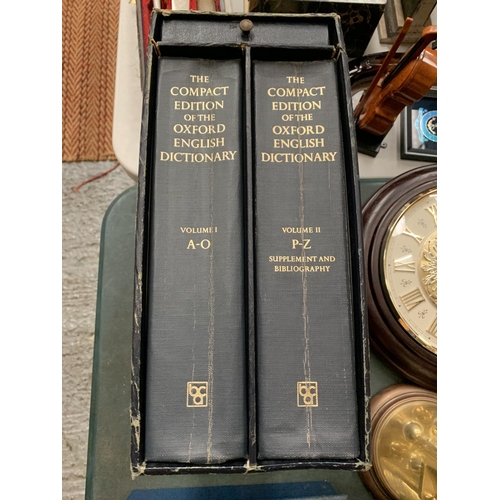 THE
COMPACT
EDITION
OF THE
OXFORD
ENGLISH
DICTIONARY
VOLUME I
A-O
THE
COMPACT
EDITION
OF THE
OXFORD
ENGLISH
DICTIONARY
VOLUME II
P-Z
SUPPLEMENT AND
BIBLIOGRAPHY